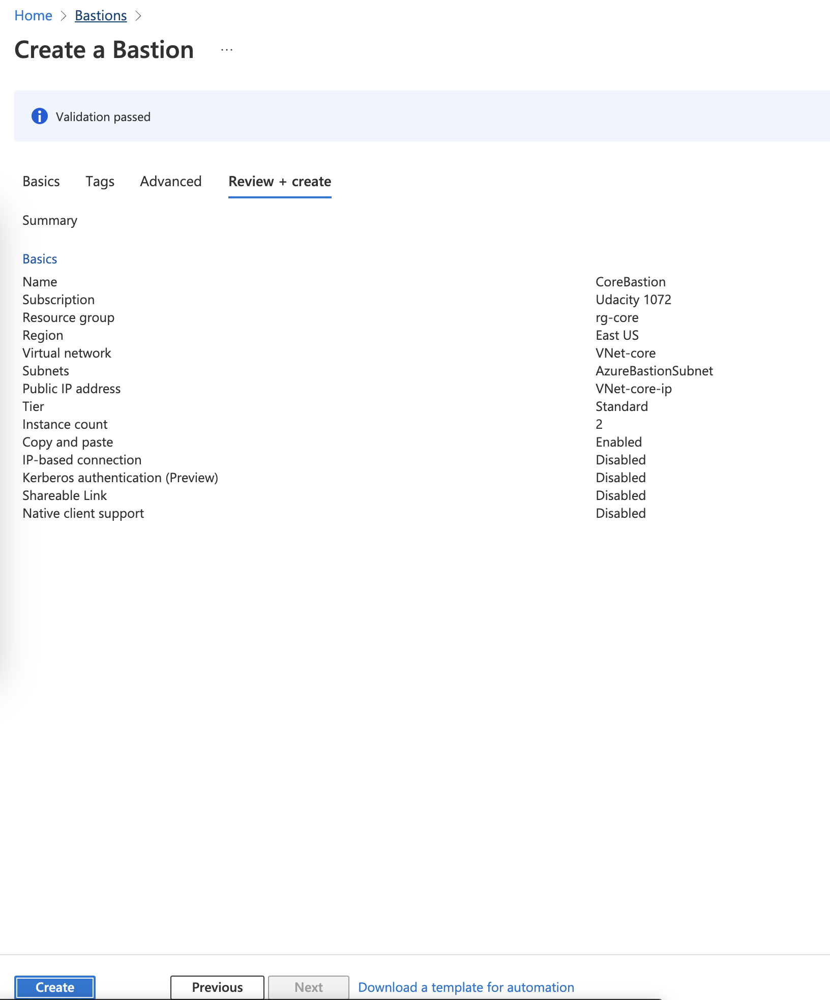 Home > Bastions >
Create a Bastion ...
Validation passed
Basics Tags Advanced Review + create
Summary
Basics
Name CoreBastion
Subscription Udacity 1072
Resource group rg-core
Region East US
Virtual network VNet-core
Subnets AzureBastionSubnet
Public IP address VNet-core-ip
Tier Standard
Instance count 2
Copy and paste Enabled
IP-based connection Disabled
Kerberos authentication (Preview) Disabled
Shareable Link Disabled
Native client support Disabled
Create Previous Next Download a template for automation